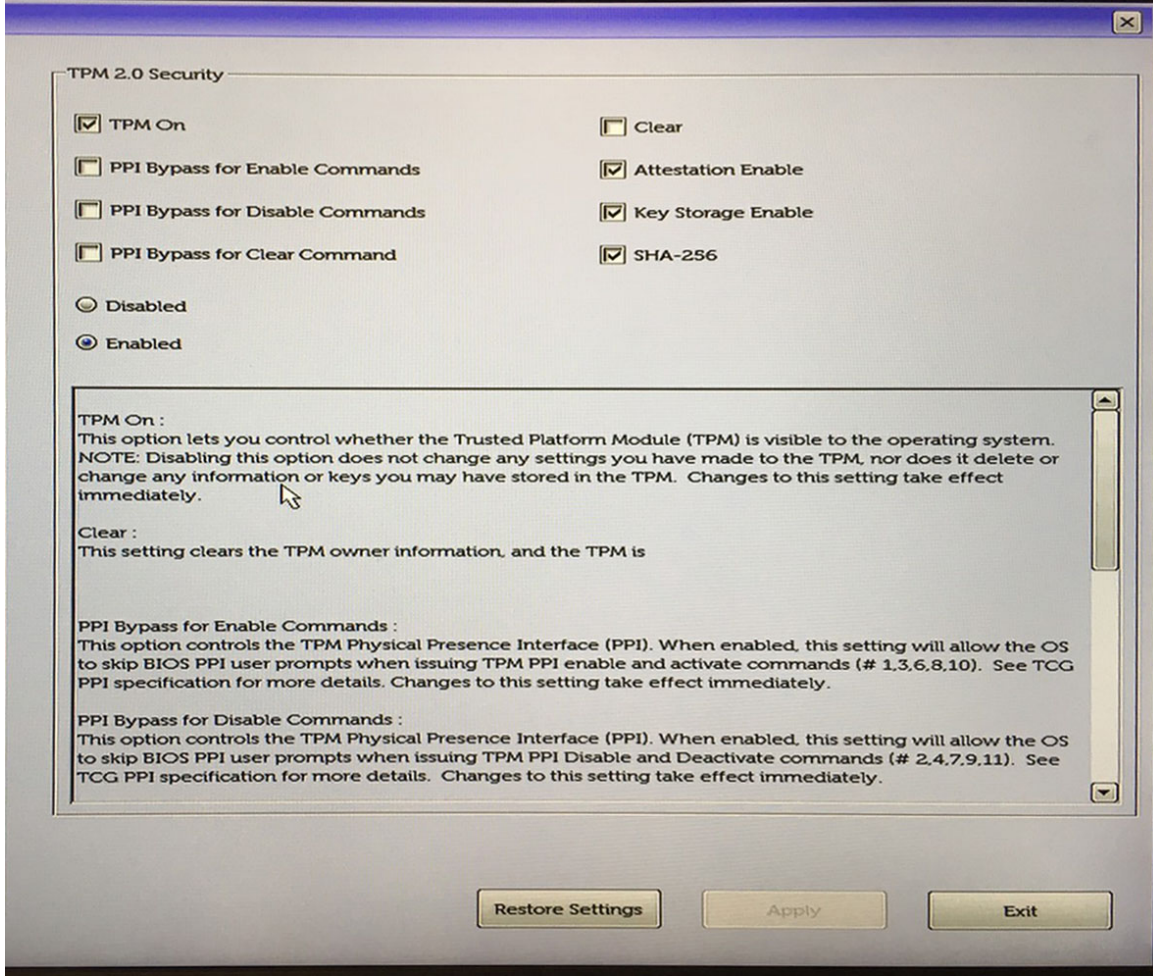 TPM 2.0 Security
TPM On
Clear
PPI Bypass for Enable Commands
Attestation Enable
PPI Bypass for Disable Commands
Key Storage Enable
PPI Bypass for Clear Command
SHA-256
Disabled
Enabled
TPM On :
This option lets you control whether the Trusted Platform Module (TPM) is visible to the operating system.
NOTE: Disabling this option does not change any settings you have made to the TPM, nor does it delete or
change any information or keys you may have stored in the TPM. Changes to this setting take effect
immediately.
Clear :
This setting clears the TPM owner information, and the TPM is
PPI Bypass for Enable Commands :
This option controls the TPM Physical Presence Interface (PPI). When enabled, this setting will allow the OS
to skip BIOS PPI user prompts when issuing TPM PPI enable and activate commands (# 1,3,6,8,10). See TCG
PPI specification for more details. Changes to this setting take effect immediately.
PPI Bypass for Disable Commands :
This option controls the TPM Physical Presence Interface (PPI). When enabled, this setting will allow the OS
to skip BIOS PPI user prompts when issuing TPM PPI Disable and Deactivate commands (# 2,4,7,9,11). See
TCG PPI specification for more details. Changes to this setting take effect immediately.
Restore Settings
Apply
Exit